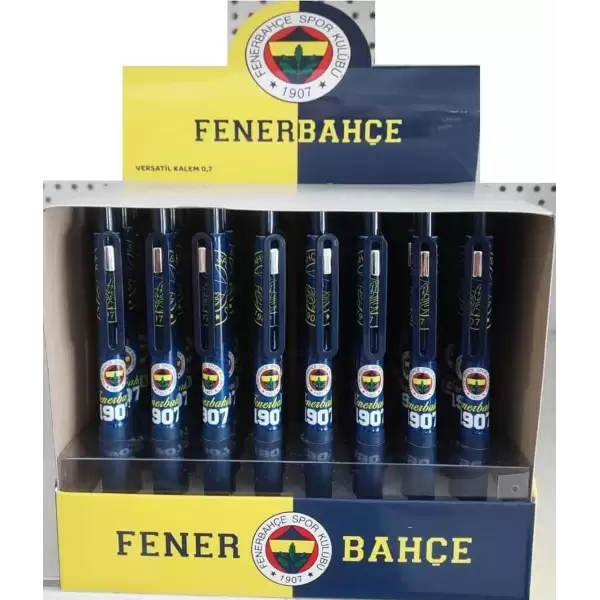 FENERBAHÇE SPOR KULÜBÜ
★ 1907 ★
FENERBAHÇE
VERSATİL KALEM 0,7
Fenerbahçe
1907
FENER BAHÇE
FENERBAHÇE SPOR KULÜBÜ
★ 1907 ★